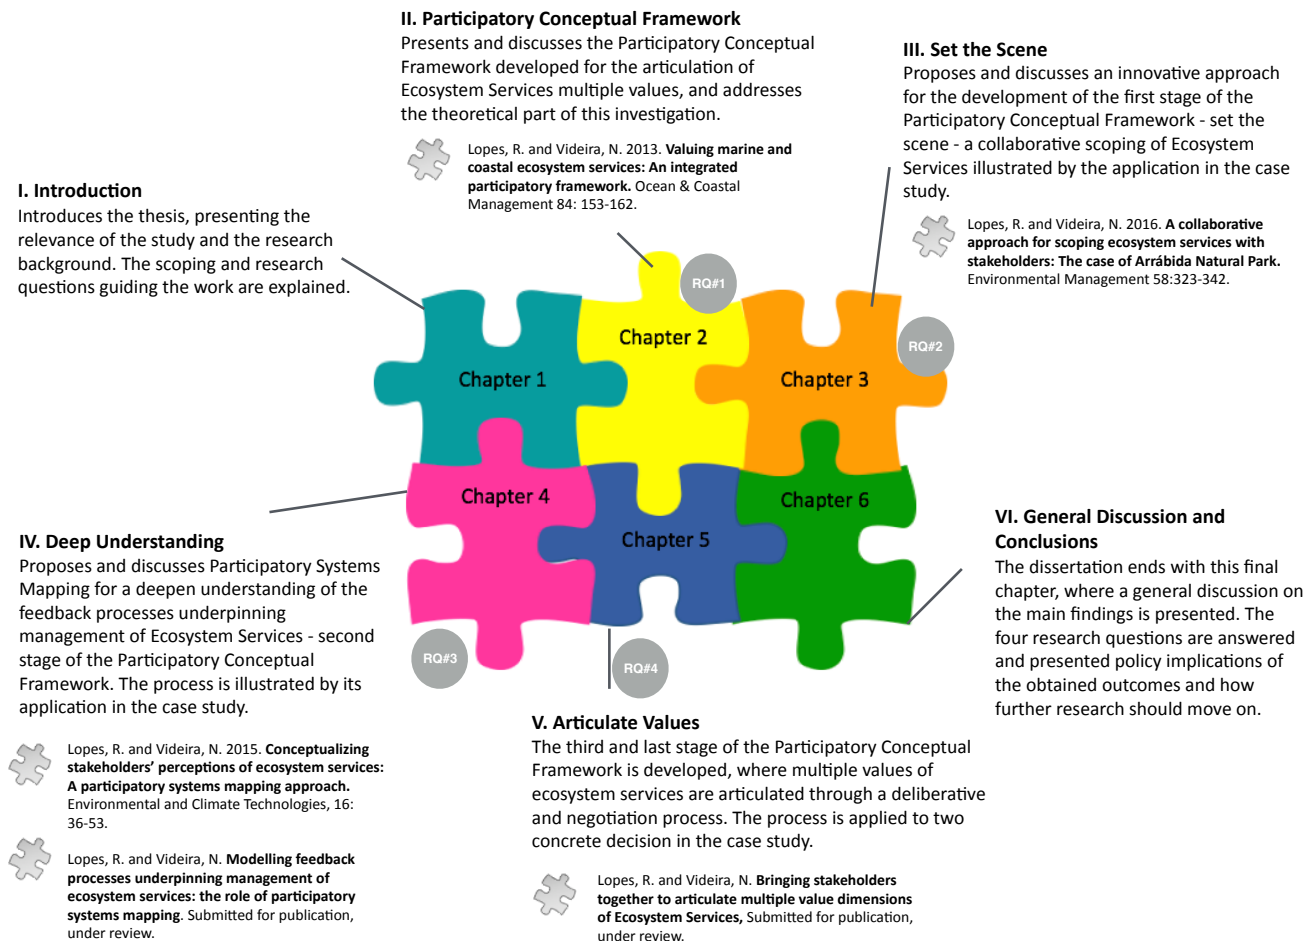 II. Participatory Conceptual Framework
Presents and discusses the Participatory Conceptual
Framework developed for the articulation of
Ecosystem Services multiple values, and addresses
the theoretical part of this investigation.
Lopes, R. and Videira, N. 2013. Valuing marine and
coastal ecosystem services: An integrated
participatory framework. Ocean & Coastal
Management 84: 153-162.
III. Set the Scene
Proposes and discusses an innovative approach
for the development of the first stage of the
Participatory Conceptual Framework - set the
scene - a collaborative scoping of Ecosystem
Services illustrated by the application in the case
study.
Lopes, R. and Videira, N. 2016. A collaborative
approach for scoping ecosystem services with
stakeholders: The case of Arrábida Natural Park.
Environmental Management 58:323-342.
I. Introduction
Introduces the thesis, presenting the
relevance of the study and the research
background. The scoping and research
questions guiding the work are explained.
RQ#1
Chapter 2
RQ#2
Chapter 1
Chapter 3
Chapter 4
Chapter 6
Chapter 5
RQ#3
RQ#4
IV. Deep Understanding
Proposes and discusses Participatory Systems
Mapping for a deepen understanding of the
feedback processes underpinning
management of Ecosystem Services - second
stage of the Participatory Conceptual
Framework. The process is illustrated by its
application in the case study.
Lopes, R. and Videira, N. 2015. Conceptualizing
stakeholders' perceptions of ecosystem services:
A participatory systems mapping approach.
Environmental and Climate Technologies, 16:
36-53.
Lopes, R. and Videira, N. Modelling feedback
processes underpinning management of
ecosystem services: the role of participatory
systems mapping. Submitted for publication,
under review.
V. Articulate Values
The third and last stage of the Participatory Conceptual
Framework is developed, where multiple values of
ecosystem services are articulated through a deliberative
and negotiation process. The process is applied to two
concrete decision in the case study.
Lopes, R. and Videira, N. Bringing stakeholders
together to articulate multiple value dimensions
of Ecosystem Services, Submitted for publication,
under review.
VI. General Discussion and
Conclusions
The dissertation ends with this final
chapter, where a general discussion on
the main findings is presented. The
four research questions are answered
and presented policy implications of
the obtained outcomes and how
further research should move on.